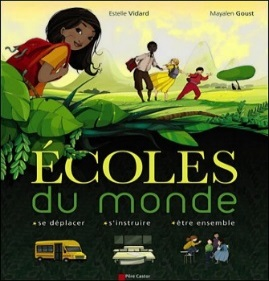 Estelle Vidard Mayalen Goust
ÉCOLES
du monde
se déplacer s'instruire être ensemble
Père Castor